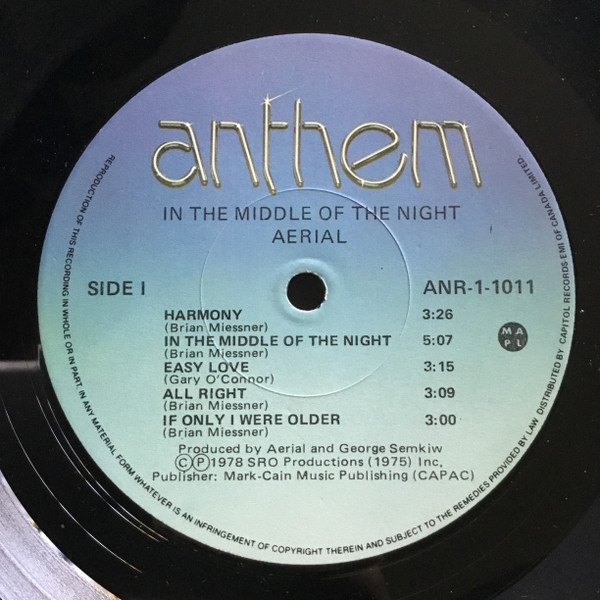 anthem
IN THE MIDDLE OF THE NIGHT
AERIAL
SIDE I
ANR-1-1011
HARMONY 3:26
(Brian Miessner)
IN THE MIDDLE OF THE NIGHT 5:07
(Brian Miessner)
EASY LOVE 3:15
(Gary O'Connor)
ALL RIGHT 3:09
(Brian Miessner)
IF ONLY I WERE OLDER 3:00
(Brian Miessner)
MAPL
Produced by Aerial and George Semkiw
ⒸⓅ1978 SRO Productions (1975) Inc.
Publisher: Mark-Cain Music Publishing (CAPAC)
REPRODUCTION OF THIS RECORDING IN WHOLE OR IN PART, IN ANY MATERIAL FORM WHATEVER IS AN INFRINGEMENT OF COPYRIGHT THEREIN AND SUBJECT TO THE REMEDIES PROVIDED BY LAW DISTRIBUTED BY CAPITOL RECORDS-EMI OF CANADA LIMITED.